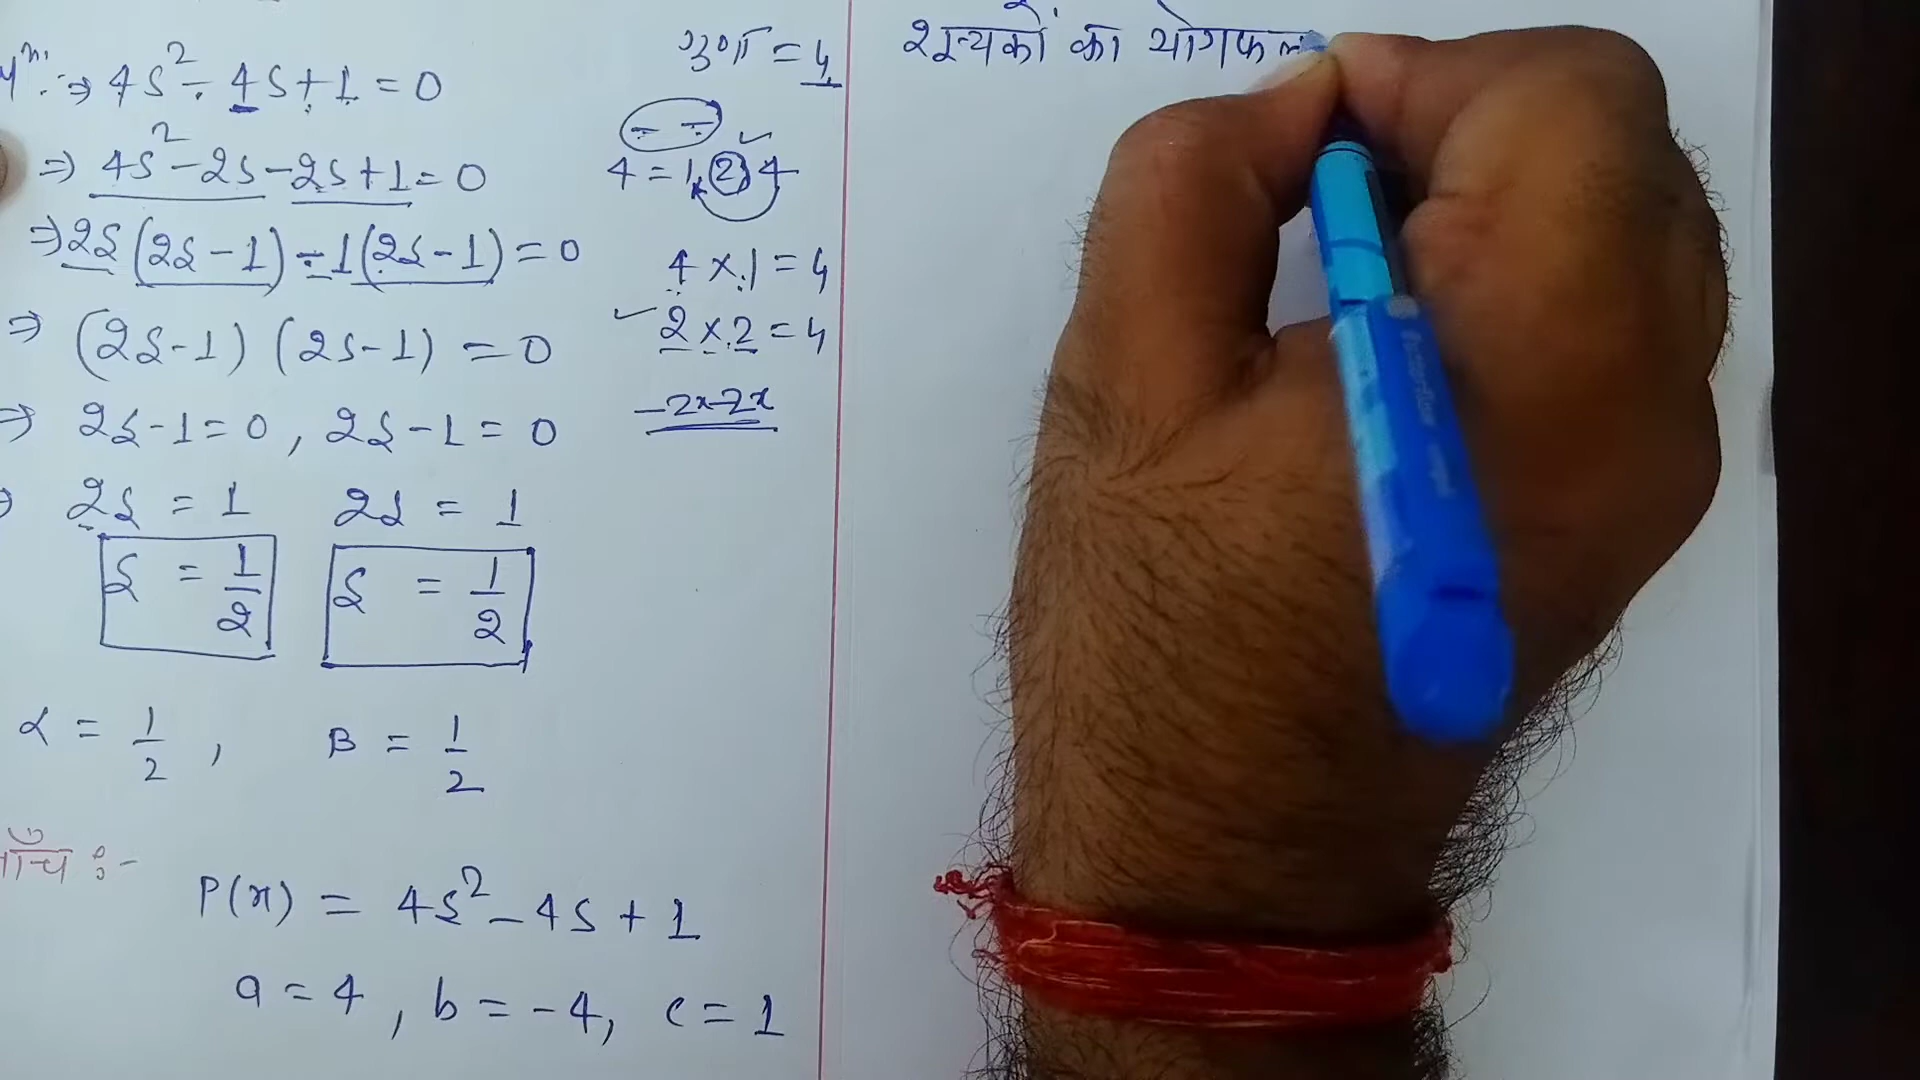 ⇒ 4s² - 4s + 1 = 0
⇒ 4s² - 2s - 2s + 1 = 0
⇒ 2s (2s - 1) - 1 (2s - 1) = 0
⇒ (2s - 1) (2s - 1) = 0
⇒ 2s - 1 = 0 , 2s - 1 = 0
2s = 1 2s = 1
s = 1/2 s = 1/2
α = 1/2 , B = 1/2
P(x) = 4s² - 4s + 1
a = 4 , b = -4, c = 1
गुणा = 4
- -
4 = 1, 2, 4
4 × 1 = 4
2 × 2 = 4
-2x-2x
शून्यकों का योगफल